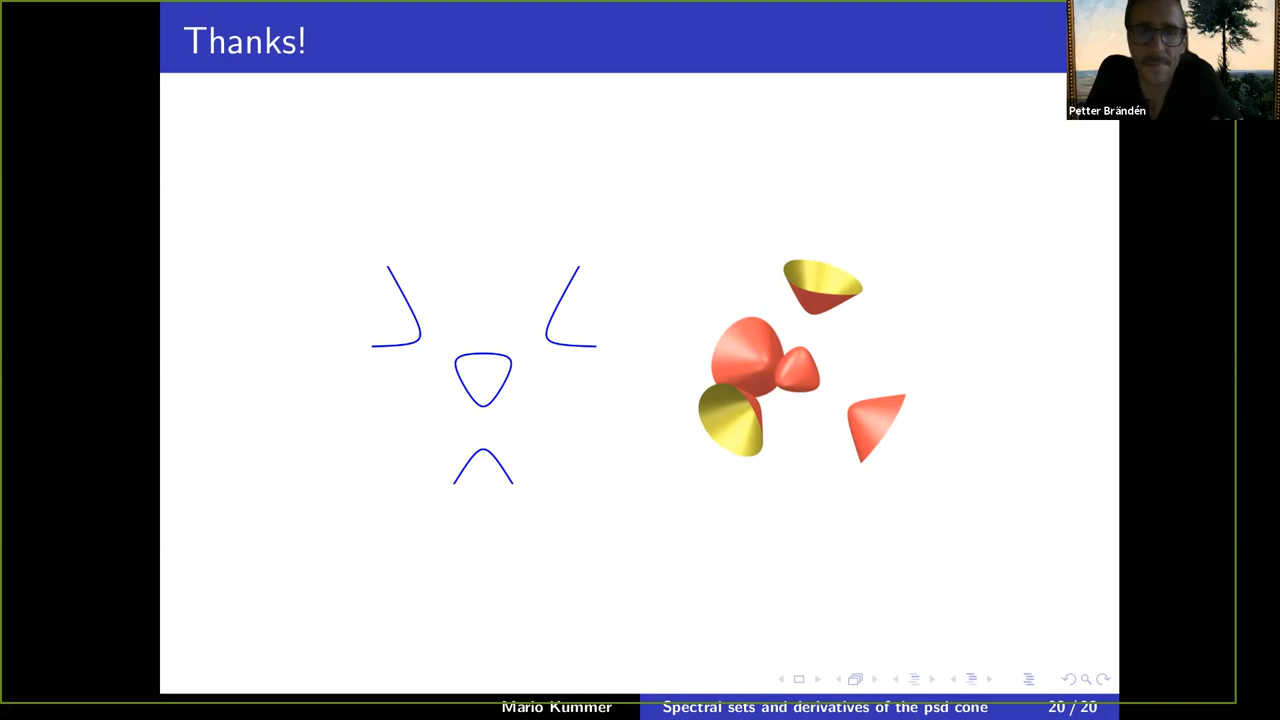 Thanks!
Petter Brändén
Mario Kummer
Spectral sets and derivatives of the psd cone
20 / 20